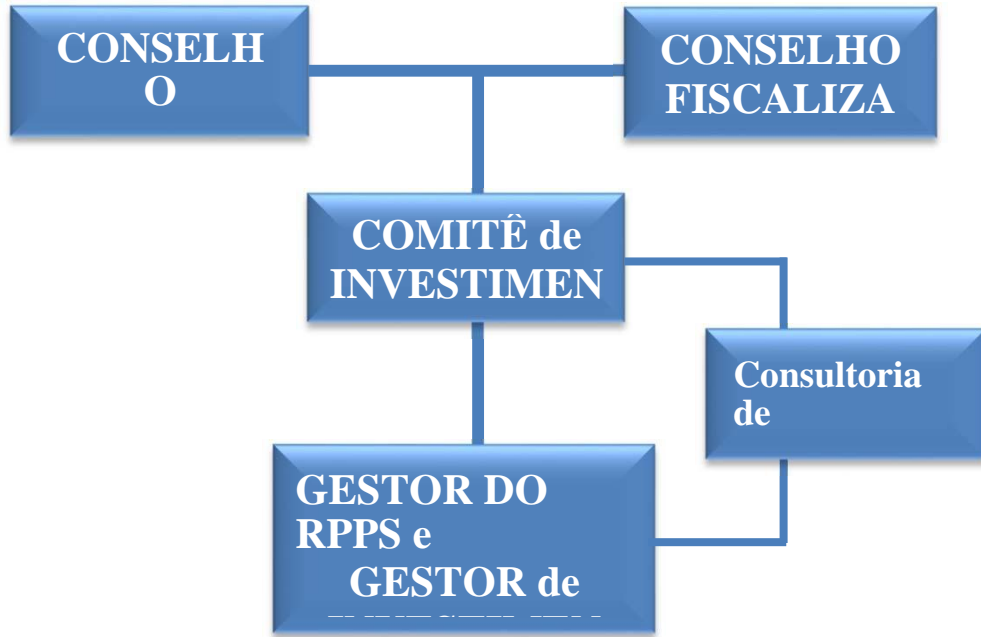 CONSELH
O
CONSELHO
FISCALIZA
COMITÊ de
INVESTIMEN
Consultoria
de
GESTOR DO
RPPS e
GESTOR de